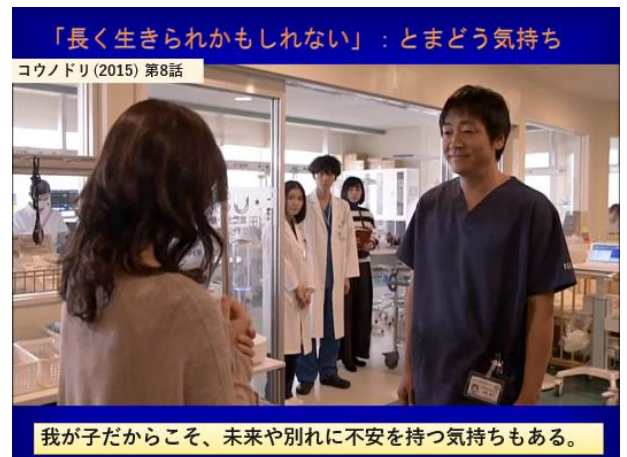 「長く生きられかもしれない」：とまどう気持ち
コウノドリ(2015) 第8話
我が子だからこそ、未来や別れに不安を持つ気持ちもある。